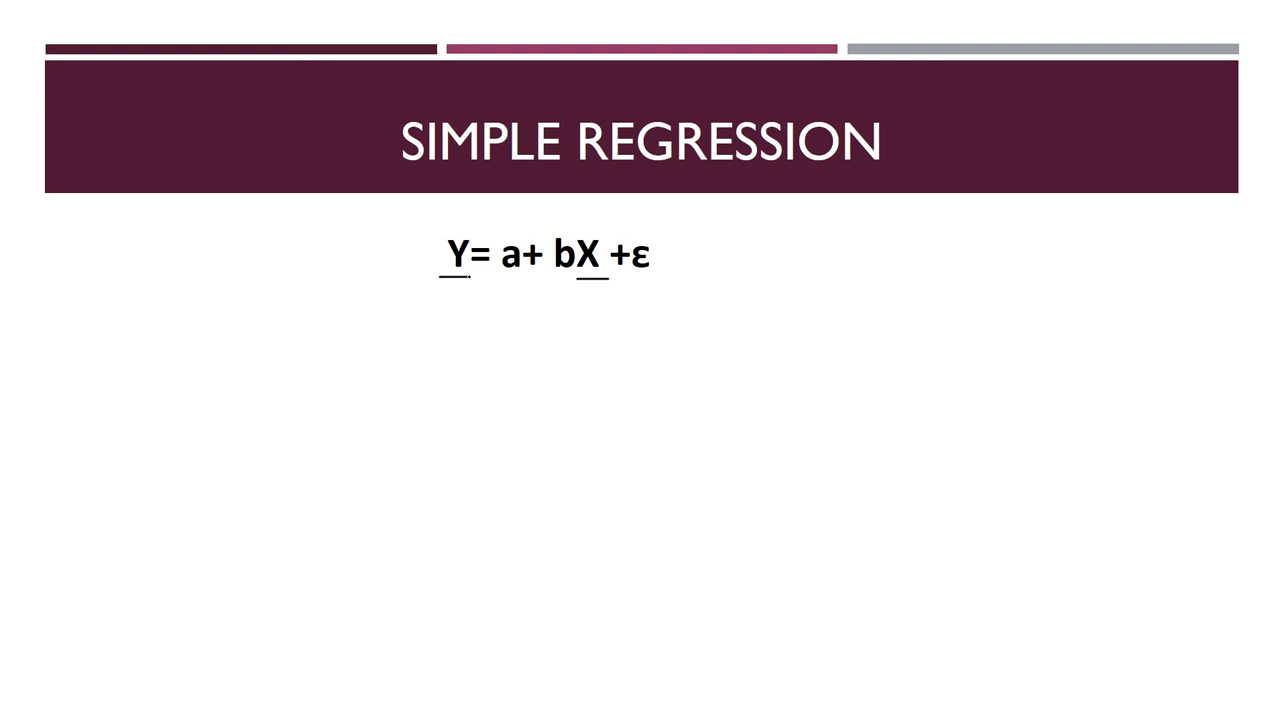 SIMPLE REGRESSION
Y= a+ bX +ε